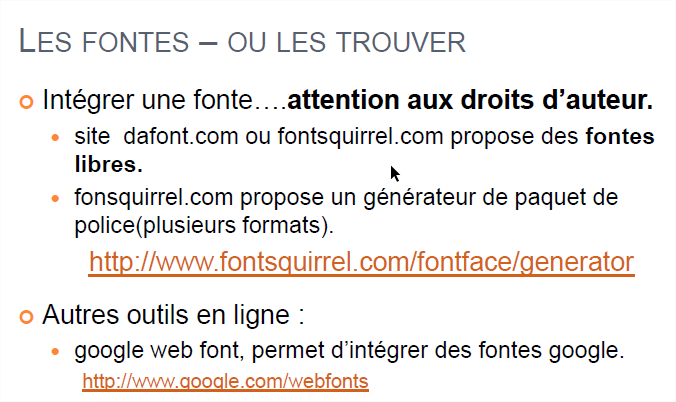 LES FONTES – OU LES TROUVER
Intégrer une fonte….attention aux droits d’auteur.
site dafont.com ou fontsquirrel.com propose des fontes
libres.
fonsquirrel.com propose un générateur de paquet de
police(plusieurs formats).
http://www.fontsquirrel.com/fontface/generator
Autres outils en ligne :
google web font, permet d’intégrer des fontes google.
http://www.google.com/webfonts